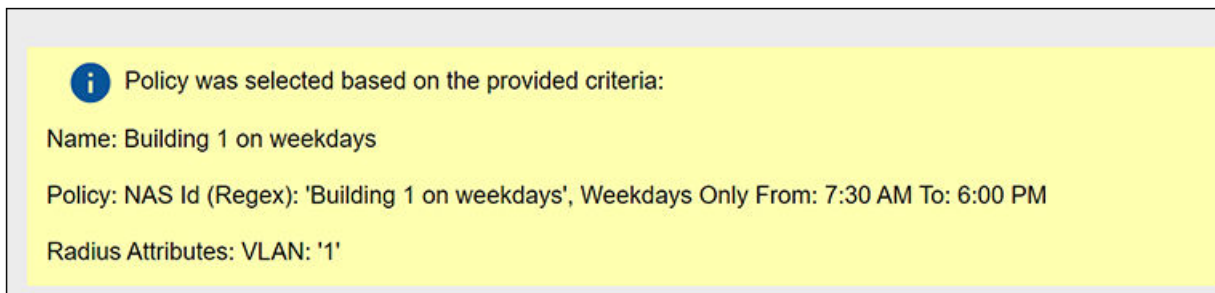 Policy was selected based on the provided criteria:
Name: Building 1 on weekdays
Policy: NAS Id (Regex): 'Building 1 on weekdays', Weekdays Only From: 7:30 AM To: 6:00 PM
Radius Attributes: VLAN: '1'